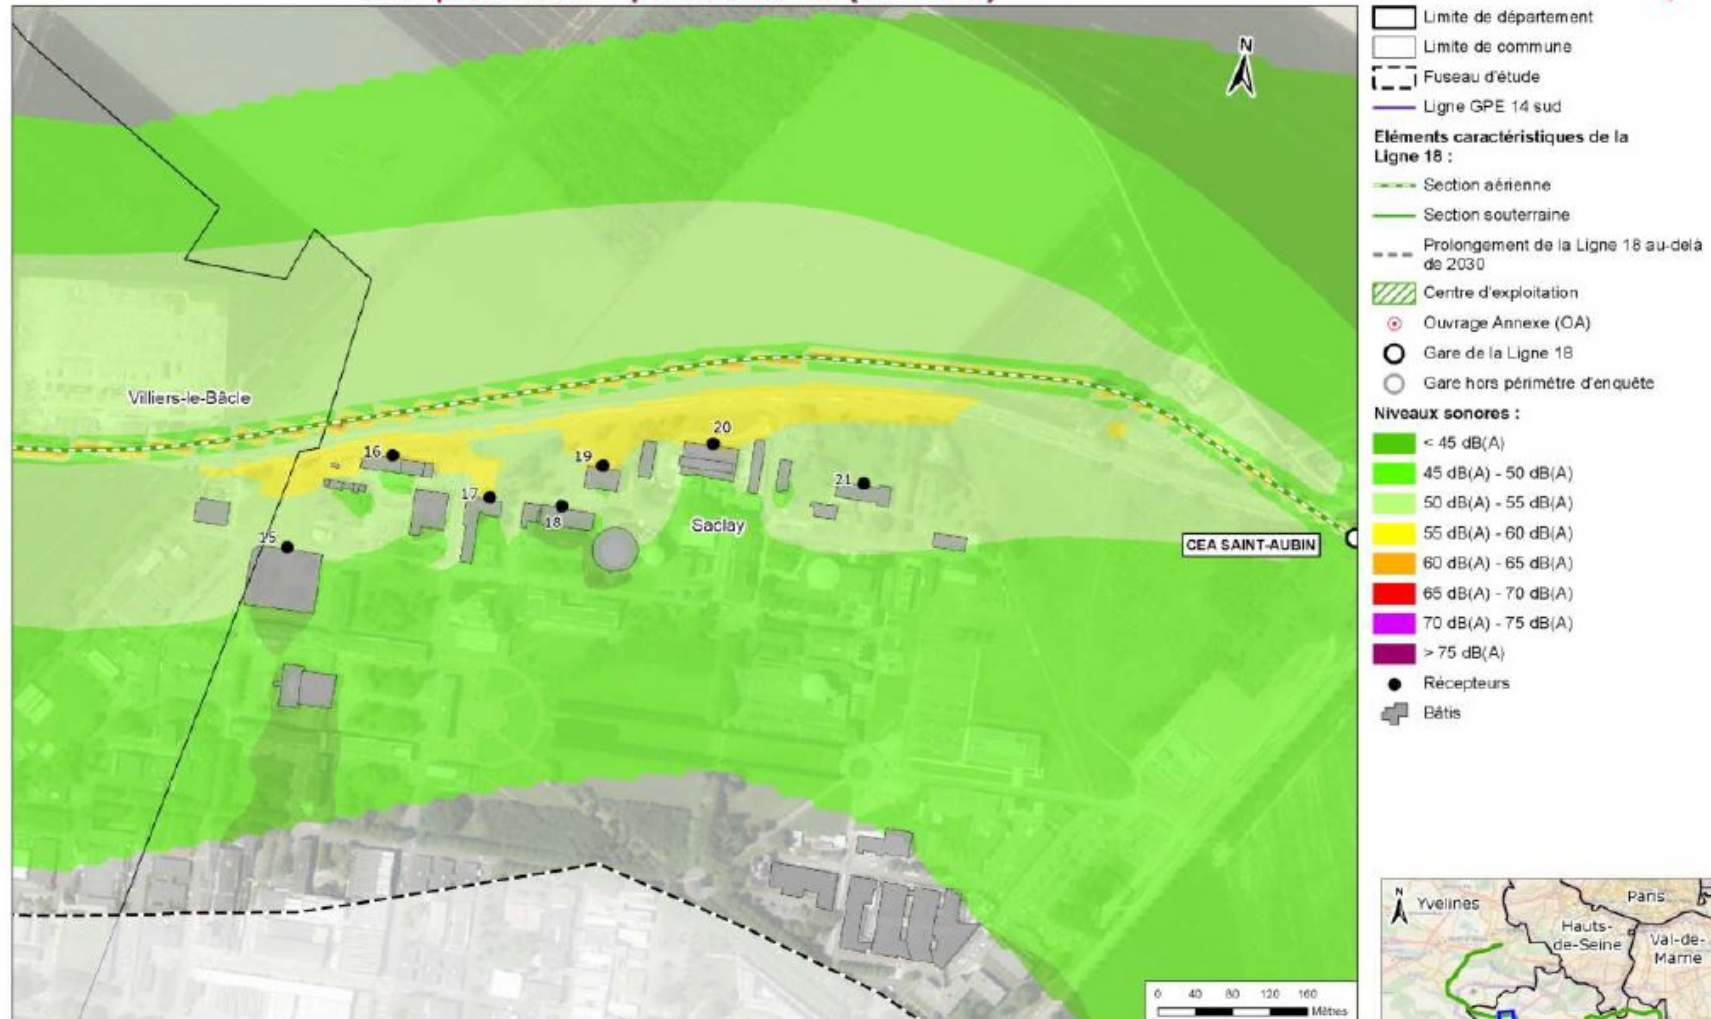 N
Villiers-le-Bâcle
16
20
19
17
21
18
Saclay
15
CEA SAINT-AUBIN
0 40 80 120 160
Mètres
Limite de département
Limite de commune
Fuseau d'étude
Ligne GPE 14 sud
Eléments caractéristiques de la
Ligne 18 :
Section aérienne
Section souterraine
Prolongement de la Ligne 18 au-delà
de 2030
Centre d'exploitation
Ouvrage Annexe (OA)
Gare de la Ligne 18
Gare hors périmètre d'enquête
Niveaux sonores :
< 45 dB(A)
45 dB(A) - 50 dB(A)
50 dB(A) - 55 dB(A)
55 dB(A) - 60 dB(A)
60 dB(A) - 65 dB(A)
65 dB(A) - 70 dB(A)
70 dB(A) - 75 dB(A)
> 75 dB(A)
Récepteurs
Bâtis
N
Yvelines
Paris
Hauts-
de-Seine
Val-de-
Marne